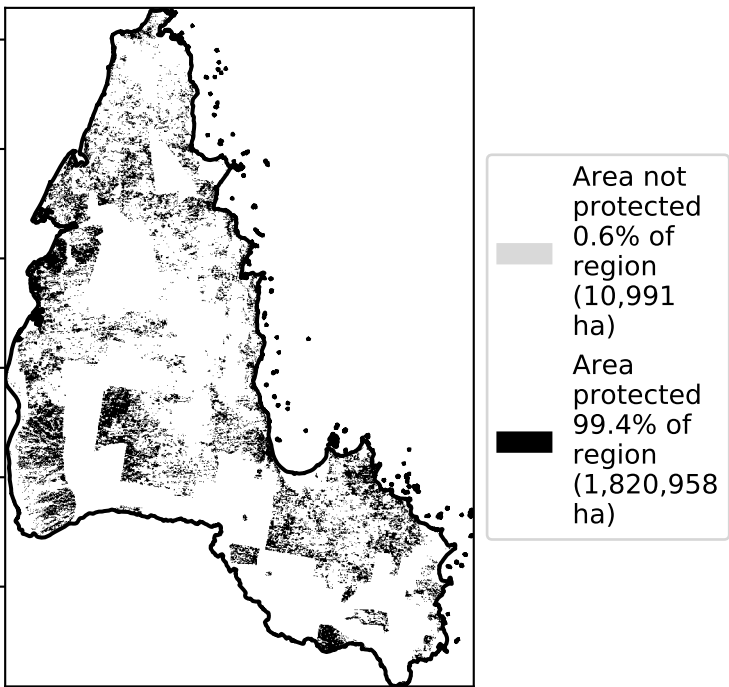 Area not
protected
0.6% of
region
(10,991
ha)
Area
protected
99.4% of
region
(1,820,958
ha)